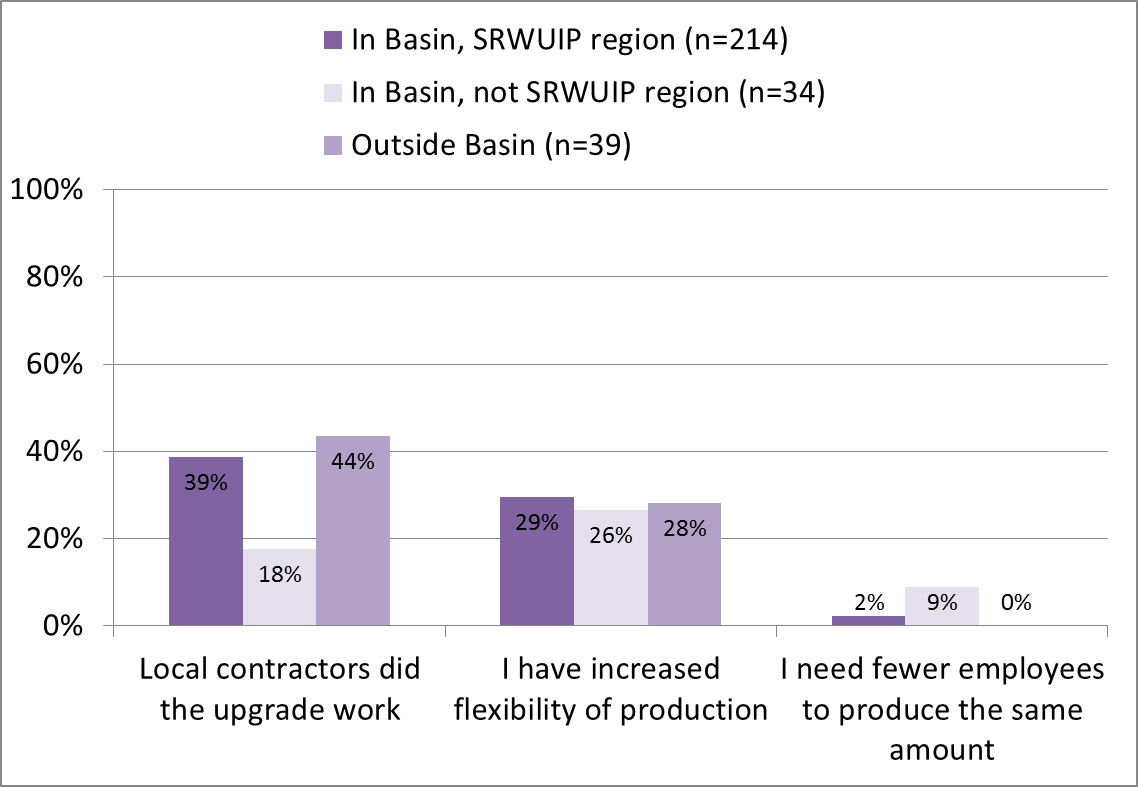 In Basin, SRWUIP region (n=214)
In Basin, not SRWUIP region (n=34)
Outside Basin (n=39)
100%
80%
60%
40%
20%
0%
39%
18%
44%
29%
26%
28%
2%
9%
0%
Local contractors did
the upgrade work
I have increased
flexibility of production
I need fewer employees
to produce the same
amount